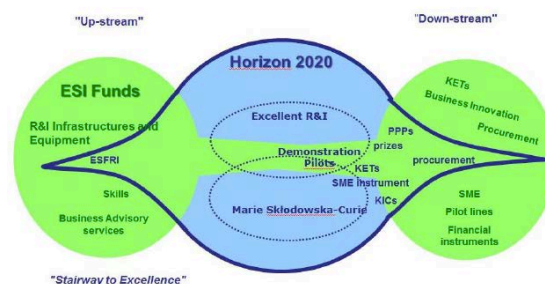 "Up-stream"
"Down-stream"
Horizon 2020
ESI Funds
R&I Infrastructures and
Equipment
ESFRI
Skills
Business Advisory
services
Excellent R&I
Demonstration
Pilots
Marie Skłodowska-Curie
PPPs
prizes
KETs
SME instrument
KICs
procurement
KETs
Business Innovation
Procurement
SME
Pilot lines
Financial
instruments
"Stairway to Excellence"